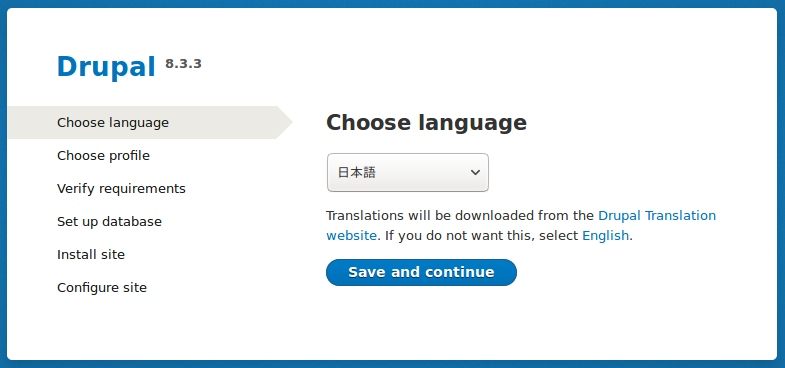 Drupal 8.3.3
Choose language
Choose profile
Verify requirements
Set up database
Install site
Configure site
Choose language
日本語
Translations will be downloaded from the Drupal Translation
website. If you do not want this, select English.
Save and continue